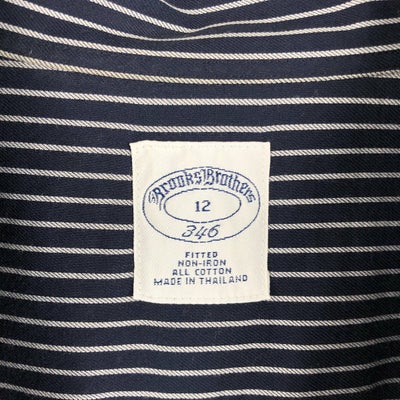 Brooks Brothers
12
346
FITTED
NON-IRON
ALL COTTON
MADE IN THAILAND